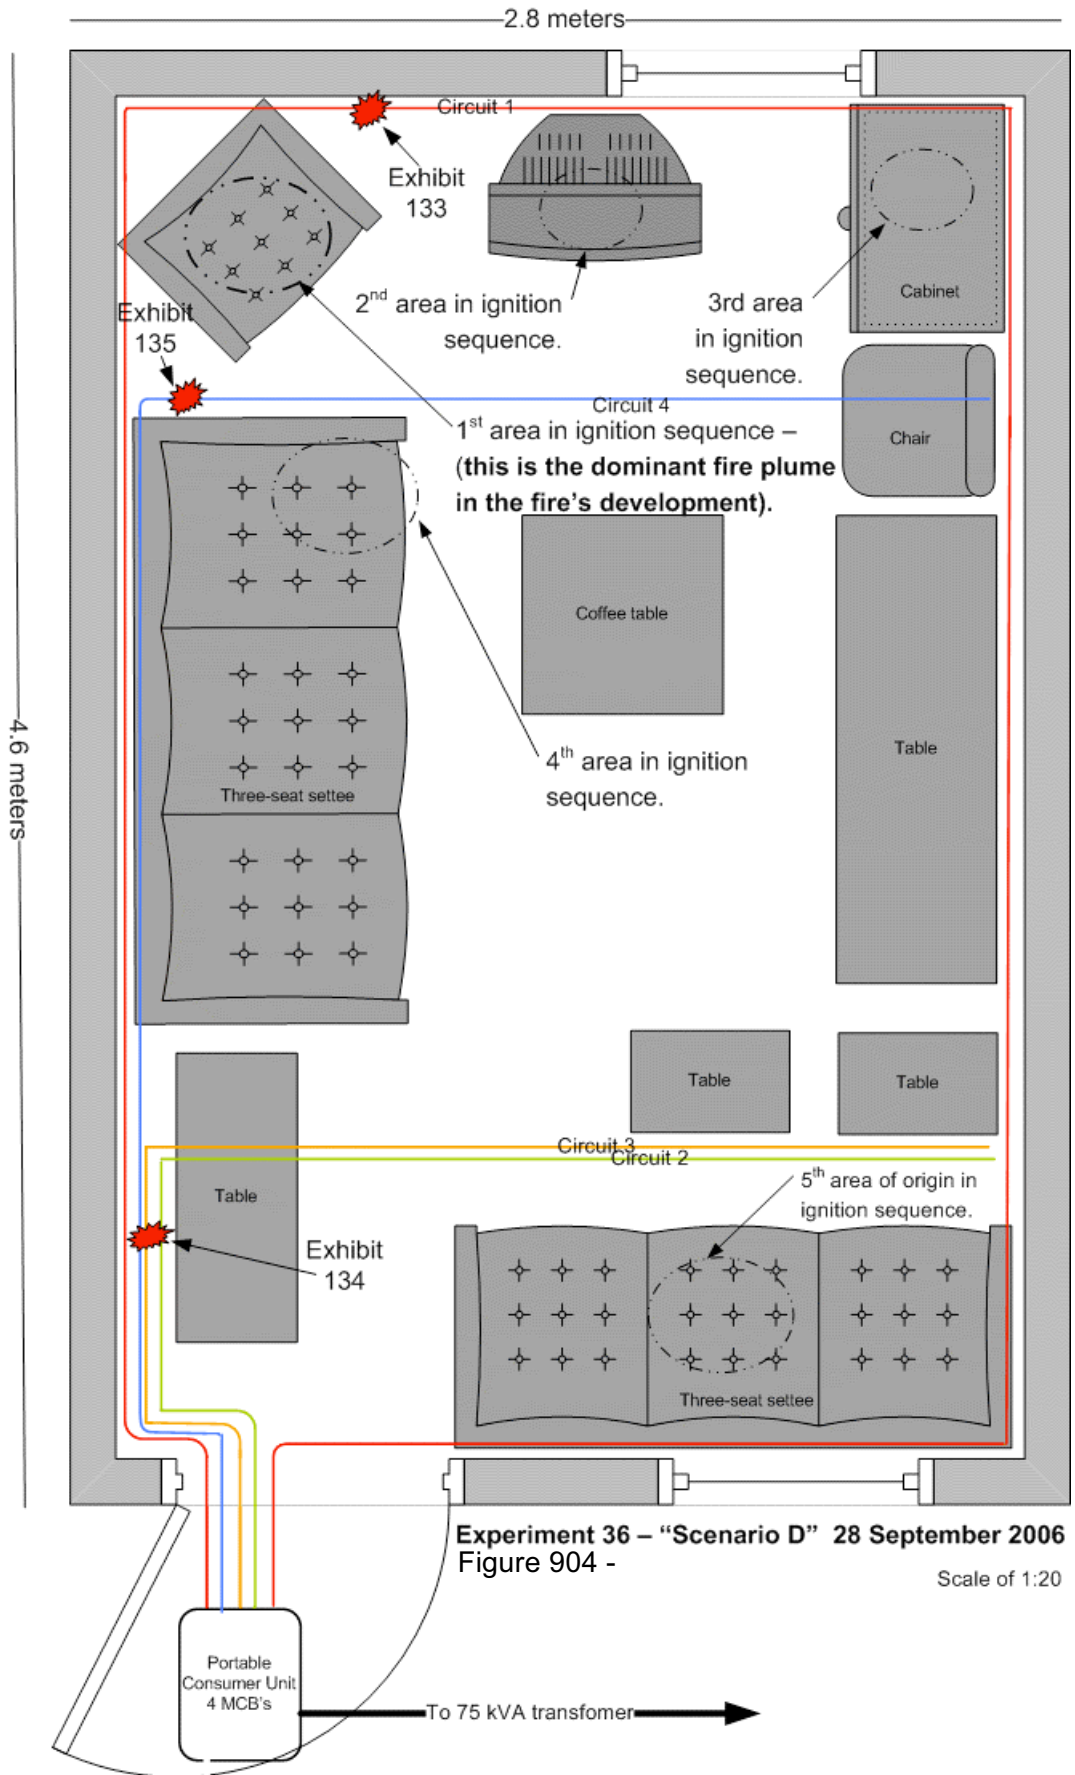 2.8 meters
Circuit 1
Exhibit
133
2nd area in ignition
sequence.
3rd area
in ignition
sequence.
Cabinet
Exhibit
135
Circuit 4
1st area in ignition sequence –
(this is the dominant fire plume
in the fire's development).
Chair
Coffee table
4.6 meters
Table
4th area in ignition
sequence.
Three-seat settee
Table
Table
Circuit 3
Circuit 2
Table
5th area of origin in
ignition sequence.
Exhibit
134
Three-seat settee
Experiment 36 – “Scenario D” 28 September 2006
Figure 904 -
Scale of 1:20
Portable
Consumer Unit
4 MCB's
To 75 kVA transfomer